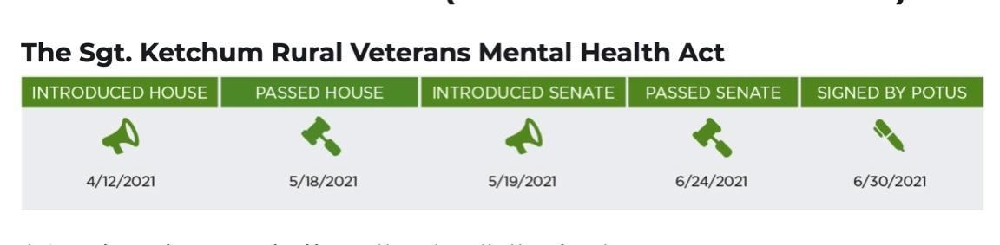 The Sgt. Ketchum Rural Veterans Mental Health Act
INTRODUCED HOUSE PASSED HOUSE INTRODUCED SENATE PASSED SENATE SIGNED BY POTUS
4/12/2021 5/18/2021 5/19/2021 6/24/2021 6/30/2021